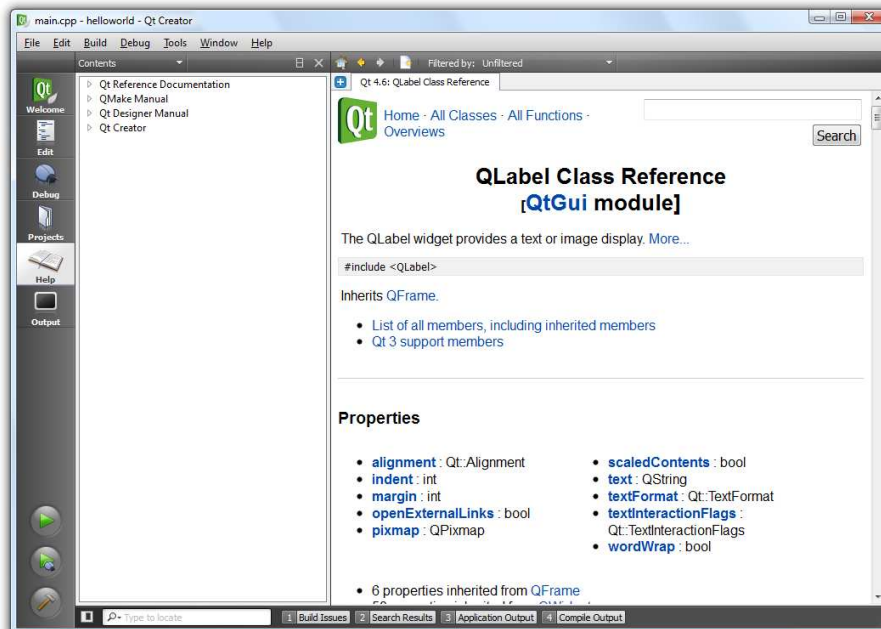 main.cpp - helloworld - Qt Creator
File Edit Build Debug Tools Window Help
Contents
Filtered by: Unfiltered
Qt 4.6: QLabel Class Reference
Qt
Welcome
Edit
Debug
Projects
Help
Output
Qt Reference Documentation
QMake Manual
Qt Designer Manual
Qt Creator
Qt
Home · All Classes · All Functions ·
Overviews
Search
QLabel Class Reference
[QtGui module]
The QLabel widget provides a text or image display. More...
#include <QLabel>
Inherits QFrame.
List of all members, including inherited members
Qt 3 support members
Properties
alignment : Qt::Alignment
indent : int
margin : int
openExternalLinks : bool
pixmap : QPixmap
scaledContents : bool
text : QString
textFormat : Qt::TextFormat
textInteractionFlags :
Qt::TextInteractionFlags
wordWrap : bool
6 properties inherited from QFrame
Type to locate
1 Build Issues 2 Search Results 3 Application Output 4 Compile Output